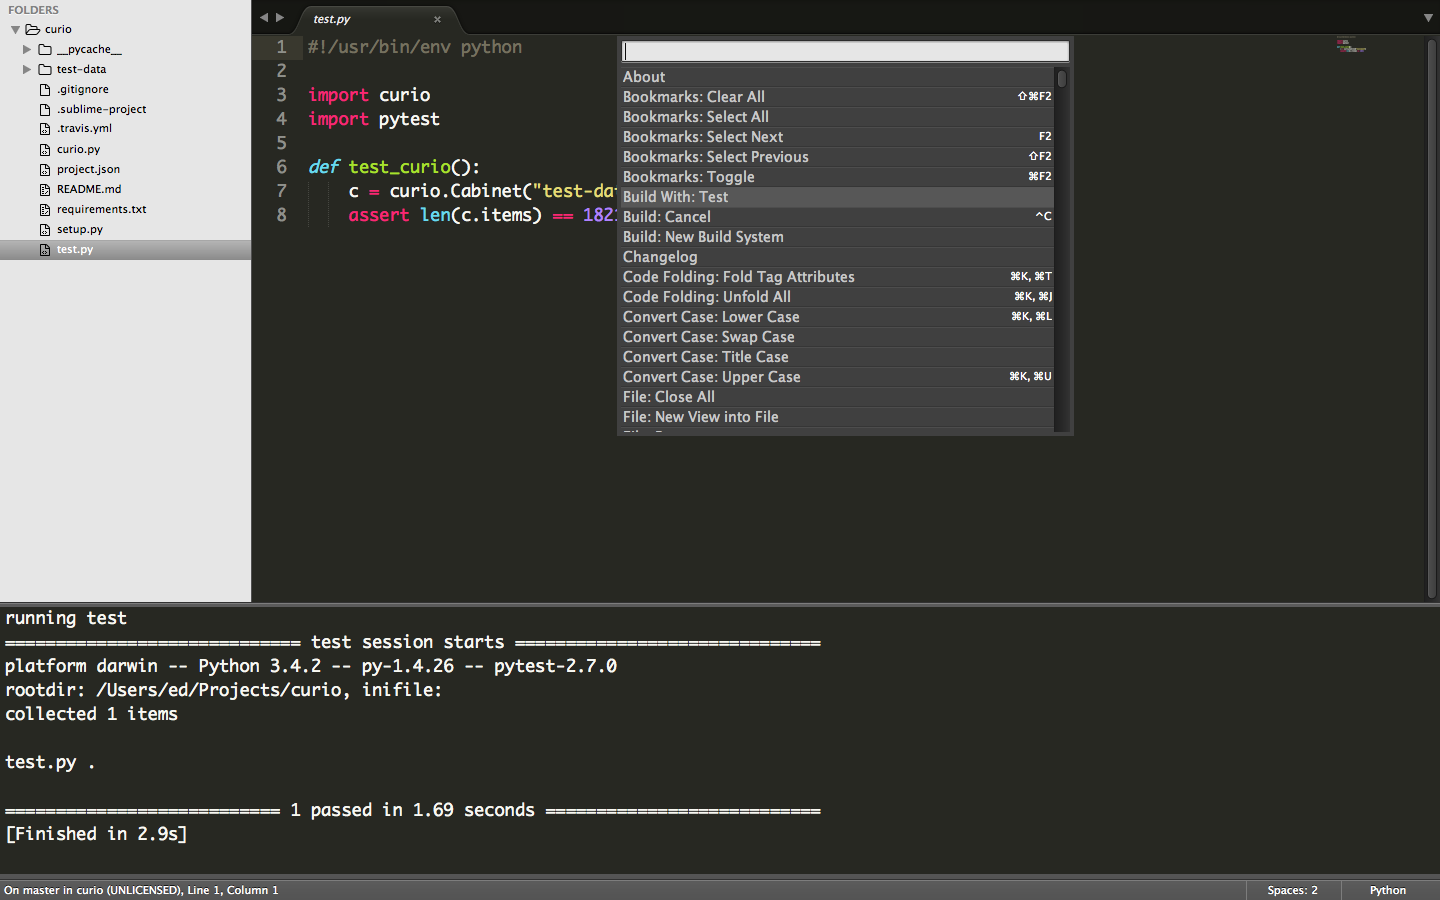 FOLDERS
curio
__pycache__
test-data
.gitignore
.sublime-project
.travis.yml
curio.py
project.json
README.md
requirements.txt
setup.py
test.py
test.py ×
1 #!/usr/bin/env python
2
3 import curio
4 import pytest
5
6 def test_curio():
7 c = curio.Cabinet("test-da
8 assert len(c.items) == 182
About
Bookmarks: Clear All ⇧⌘F2
Bookmarks: Select All
Bookmarks: Select Next F2
Bookmarks: Select Previous ⇧F2
Bookmarks: Toggle ⌘F2
Build With: Test
Build: Cancel ^C
Build: New Build System
Changelog
Code Folding: Fold Tag Attributes ⌘K, ⌘T
Code Folding: Unfold All ⌘K, ⌘J
Convert Case: Lower Case ⌘K, ⌘L
Convert Case: Swap Case
Convert Case: Title Case
Convert Case: Upper Case ⌘K, ⌘U
File: Close All
File: New View into File
running test
============================= test session starts ==============================
platform darwin -- Python 3.4.2 -- py-1.4.26 -- pytest-2.7.0
rootdir: /Users/ed/Projects/curio, inifile:
collected 1 items
test.py .
=========================== 1 passed in 1.69 seconds ===========================
[Finished in 2.9s]
On master in curio (UNLICENSED), Line 1, Column 1
Spaces: 2
Python